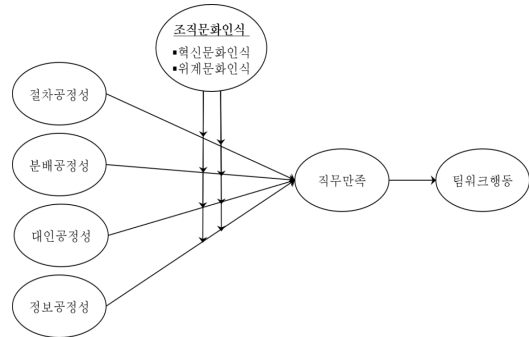 조직문화인식
▪혁신문화인식
▪위계문화인식
절차공정성
분배공정성
대인공정성
정보공정성
직무만족
팀워크행동